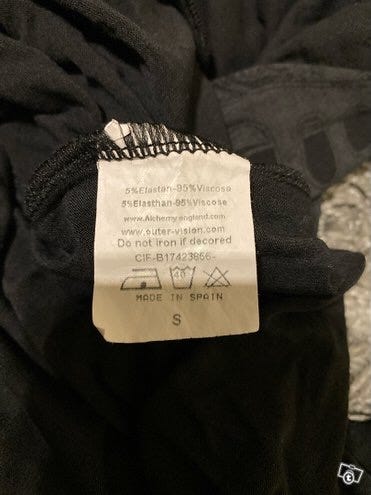 5%Elastan-95%Viscose
5%Elasthan-95%Viscose
www.Alchemy.england.com
www.outer-vision.com
Do not iron if decored
CIF-B17423856-
MADE IN SPAIN
S